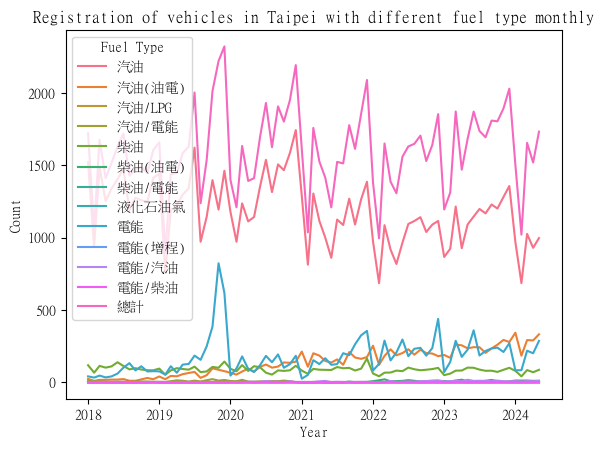 Registration of vehicles in Taipei with different fuel type monthly
Fuel Type
汽油
汽油(油電)
汽油/LPG
汽油/電能
柴油
柴油(油電)
柴油/電能
液化石油氣
電能
電能(增程)
電能/汽油
電能/柴油
總計
Count
2000
1500
1000
500
0
2018 2019 2020 2021 2022 2023 2024
Year